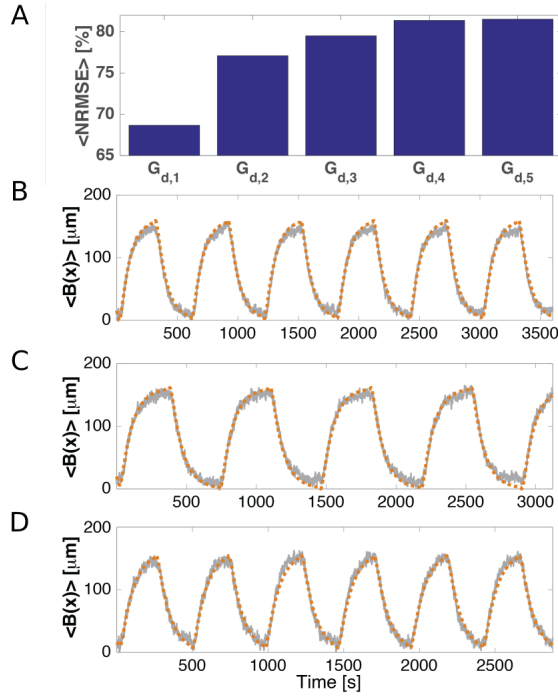 A
<NRMSE> [%]
80
75
70
65
G_d,1 G_d,2 G_d,3 G_d,4 G_d,5
B
<B(x)> [μm]
200
100
0
500 1000 1500 2000 2500 3000 3500
C
<B(x)> [μm]
200
100
0
500 1000 1500 2000 2500 3000
D
<B(x)> [μm]
200
100
0
500 1000 1500 2000 2500
Time [s]